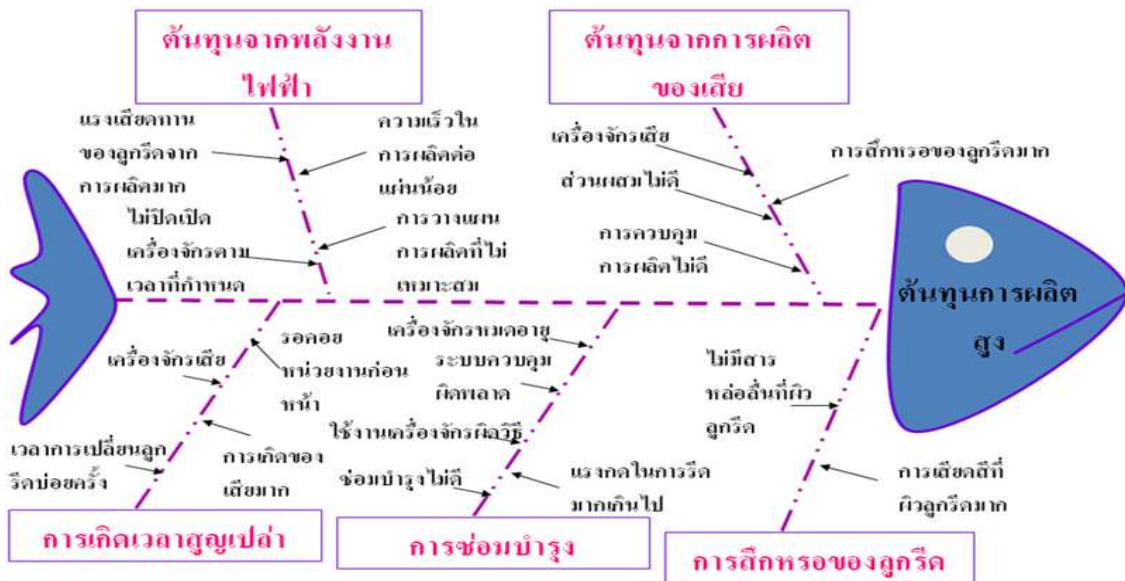 ต้นทุนจากพลังงาน
ไฟฟ้า
ต้นทุนจากการผลิต
ของเสีย
แรงเสียดทาน
ของลูกรีดจาก
การผลิตมาก
ความเร็วใน
การผลิตต่อ
แผ่นน้อย
ไม่ปิดเปิด
เครื่องจักรตาม
เวลาที่กำหนด
การวางแผน
การผลิตที่ไม่
เหมาะสม
เครื่องจักรเสีย
ส่วนผสมไม่ดี
การควบคุม
การผลิตไม่ดี
การสึกหรอของลูกรีดมาก
ต้นทุนการผลิต
สูง
เครื่องจักรเสีย
รอคอย
หน่วยงานก่อน
หน้า
เวลาการเปลี่ยนลูก
รีดบ่อยครั้ง
การเกิดของ
เสียมาก
เครื่องจักรหมดอายุ
ระบบควบคุม
ผิดพลาด
ใช้งานเครื่องจักรผิดวิธี
ซ่อมบำรุงไม่ดี
แรงกดในการรีด
มากเกินไป
ไม่มีสาร
หล่อลื่นที่ผิว
ลูกรีด
การเสียดสีที่
ผิวลูกรีดมาก
การเกิดเวลาสูญเปล่า
การซ่อมบำรุง
การสึกหรอของลูกรีด